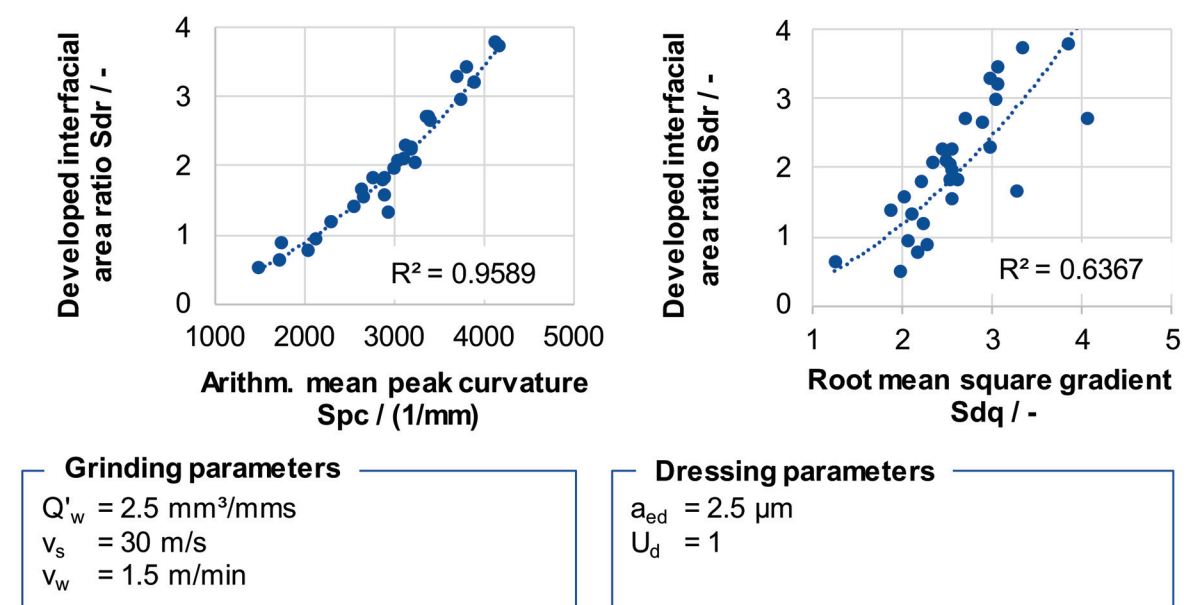 Developed interfacial
area ratio Sdr / -
4
3
2
1
0
R² = 0.9589
1000 2000 3000 4000 5000
Arithm. mean peak curvature
Spc / (1/mm)
Developed interfacial
area ratio Sdr / -
4
3
2
1
0
R² = 0.6367
1 2 3 4 5
Root mean square gradient
Sdq / -
Grinding parameters
Q'w = 2.5 mm³/mms
vs = 30 m/s
vw = 1.5 m/min
Dressing parameters
aed = 2.5 µm
Ud = 1